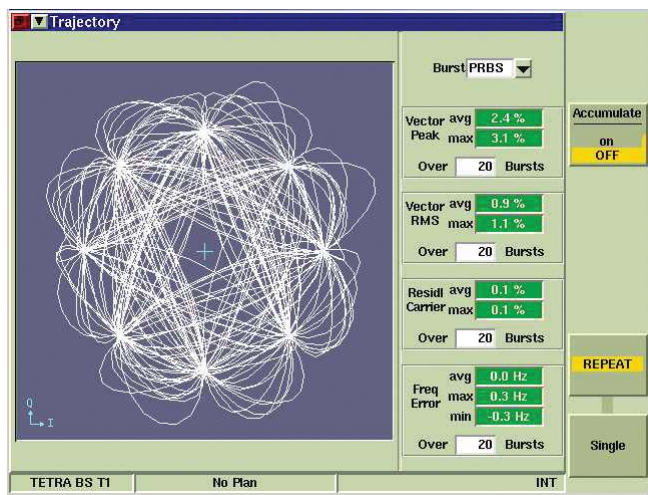 Trajectory
Burst PRBS
Vector Peak avg 2.4 %
max 3.1 %
Over 20 Bursts
Vector RMS avg 0.9 %
max 1.1 %
Over 20 Bursts
Residl Carrier avg 0.1 %
max 0.1 %
Over 20 Bursts
Freq Error avg 0.0 Hz
max 0.3 Hz
min -0.3 Hz
Over 20 Bursts
Accumulate
on
OFF
REPEAT
Single
Q
I
TETRA BS T1 No Plan INT